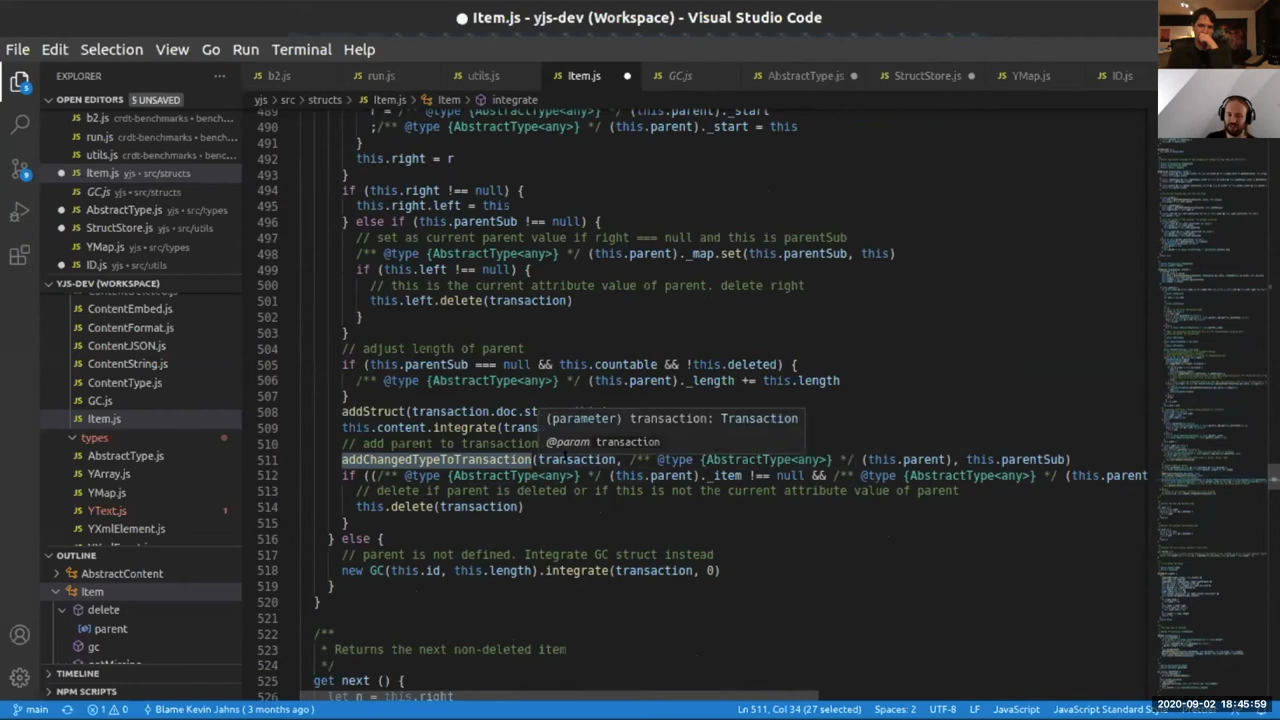 Item.js - yjs-dev (Workspace) - Visual Studio Code
File Edit Selection View Go Run Terminal Help
EXPLORER
b2.js run.js utils.js Item.js GC.js AbstractType.js StructStore.js YMap.js ID.js
OPEN EDITORS 5 UNSAVED
yjs > src > structs > Item.js > Item > integrate
b2.js crdt-benchmarks
run.js crdt-benchmarks
utils.js crdt-benchmarks
Item.js yjs • src/structs
GC.js yjs • src/structs
AbstractType.js yjs • src/types
StructStore.js yjs • src/utils
YMap.js yjs • src/types
ID.js yjs • src/utils
YJS-DEV (WORKSPACE)
ContentEmbed.js
ContentFormat.js
ContentJSON.js
ContentString.js
ContentType.js
GC.js
Item.js
types
AbstractType.js
YArray.js
YMap.js
YText.js 1
YXmlElement.js
OUTLINE
AbstractContent
Item
delete
parent
gc
TIMELINE
NPM SCRIPTS
489 r = /** @type {AbstractType<any>} */ (this.parent)._start
490 ;/** @type {AbstractType<any>} */ (this.parent)._start = this
491 }
492 this.right = r
493 }
494 if (this.right !== nul ) {
495 this.right.left =
496 else if (this.par !== null) {
497 // set as current parent value if right === null and this is parentSub
498 /** @type {AbstractType<any>} */ (this.parent)._map.set(this.parentSub, this)
499 if (this.left !== null) {
500 // this is the current attribute value of parent. delete right
501 this.left.delete(transaction)
502 }
503 }
504 adjust length of parent
505 (this.parentSub === && this.countable && !this.deleted) {
506 /** @type {AbstractType<any>} */ (this.parent)._length += this.length
507 }
508 addStruct(transaction.doc.st
509 this.content.integrate(trans
510 // add parent to transaction
511 addChangedTypeToTransaction(transaction, /** @type {AbstractType<any>} */ (this.parent), this.parentSub)
512 if ((/** @type {AbstractType<any>} */ (this.parent)._item !== null && /** @type {AbstractType<any>} */ (this.parent
513 // delete if parent is deleted or if this is not the current attribute value of parent
514 this.delete(transaction)
515 }
516 } else {
517 // parent is not defined. Integrate GC struct instead
518 new GC(this.id, this.length).integrate(transaction, 0)
519 }
520 }
521
522 /**
523 * Returns the next non-deleted item
524 */
525 get next () {
526 let n = this.right
(parameter) transaction: Transaction
@param transaction
main 1 0 Blame Kevin Jahns ( 3 months ago ) Ln 511, Col 34 (27 selected) Spaces: 2 UTF-8 LF JavaScript JavaScript Standard
2020-09-02 18:45:59